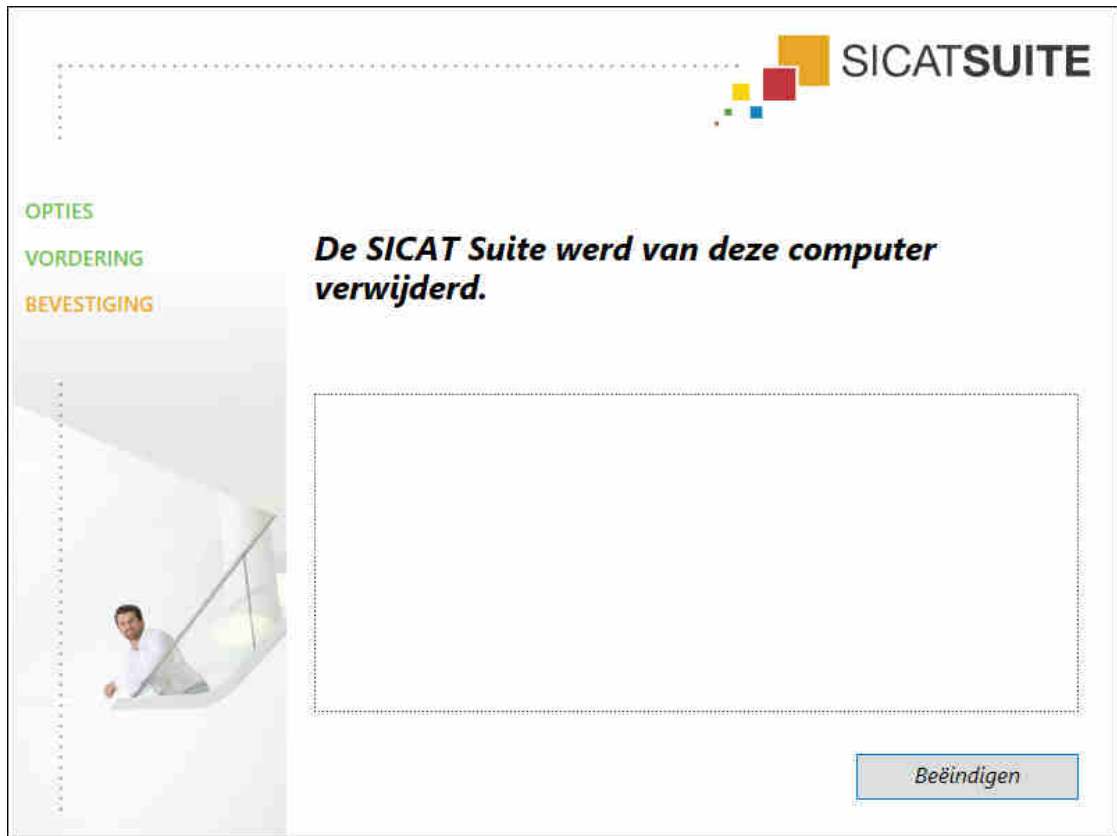 SICATSUITE
OPTIES
VORDERING
BEVESTIGING
De SICAT Suite werd van deze computer
verwijderd.
Beëindigen